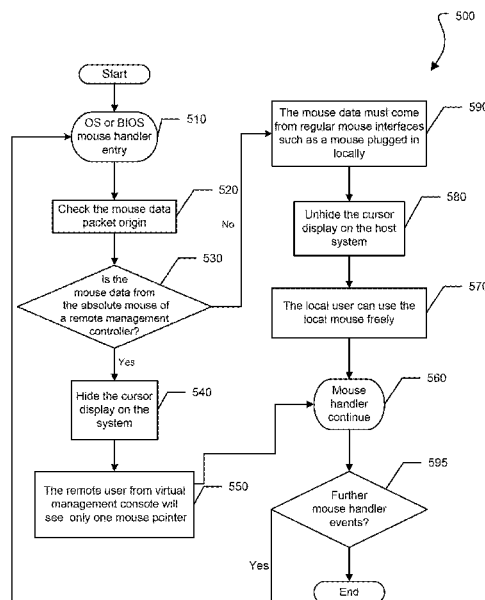 500
Start
OS or BIOS
mouse handler
entry
510
Check the mouse data
packet origin
520
No
Is the
mouse data from
the absolute mouse of
a remote management
controller?
530
Yes
Hide the cursor
display on the
system
540
The remote user from virtual
management console will
see only one mouse pointer
550
The mouse data must come
from regular mouse interfaces
such as a mouse plugged in
locally
590
Unhide the cursor
display on the host
system
580
The local user can use the
local mouse freely
570
Mouse
handler
continue
560
Further
mouse handler
events?
595
Yes
End